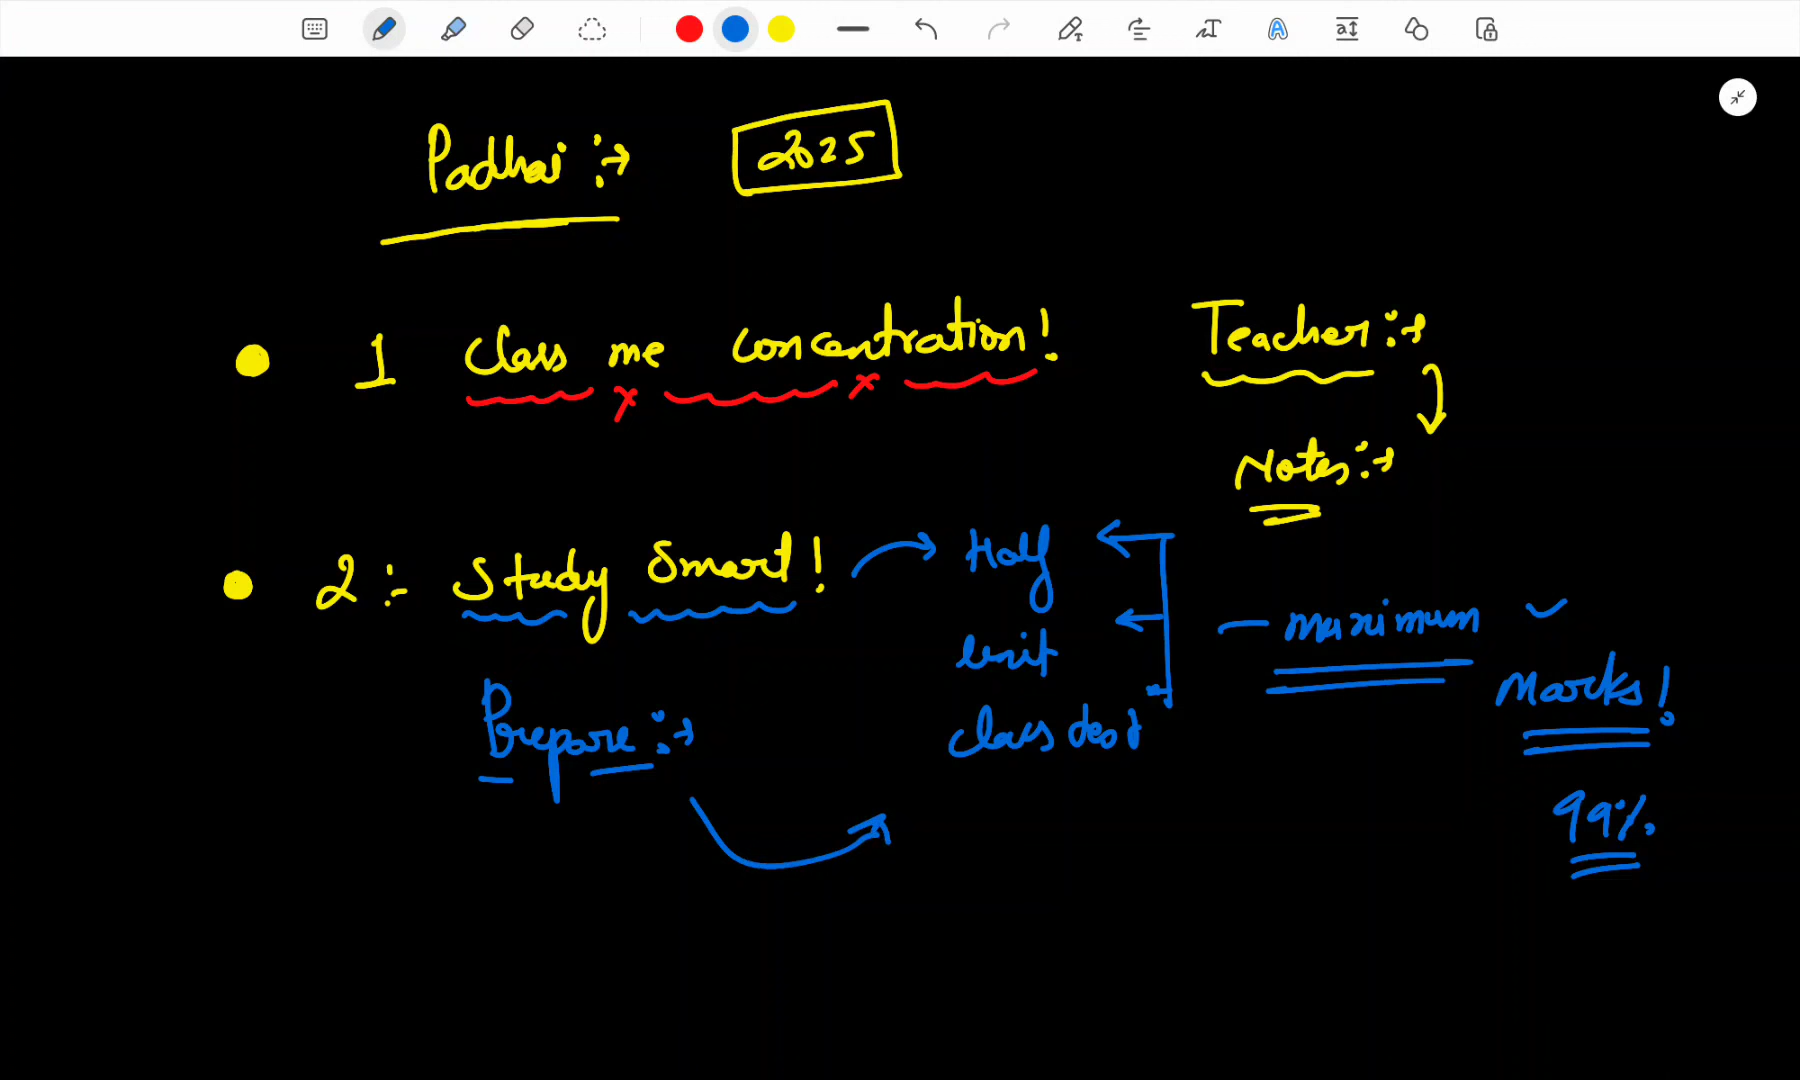 Padhai :→ 2025
1 Class me concentration! Teacher :→
Notes :→
2 :- Study Smart! → Half
unit — maximum ✓
Prepare :→ class test Marks!
99%